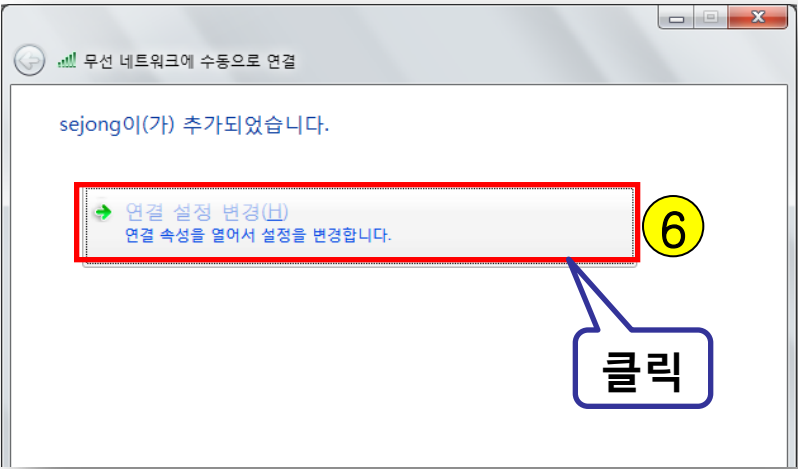 무선 네트워크에 수동으로 연결
sejong이(가) 추가되었습니다.
연결 설정 변경(H)
연결 속성을 열어서 설정을 변경합니다.
6
클릭